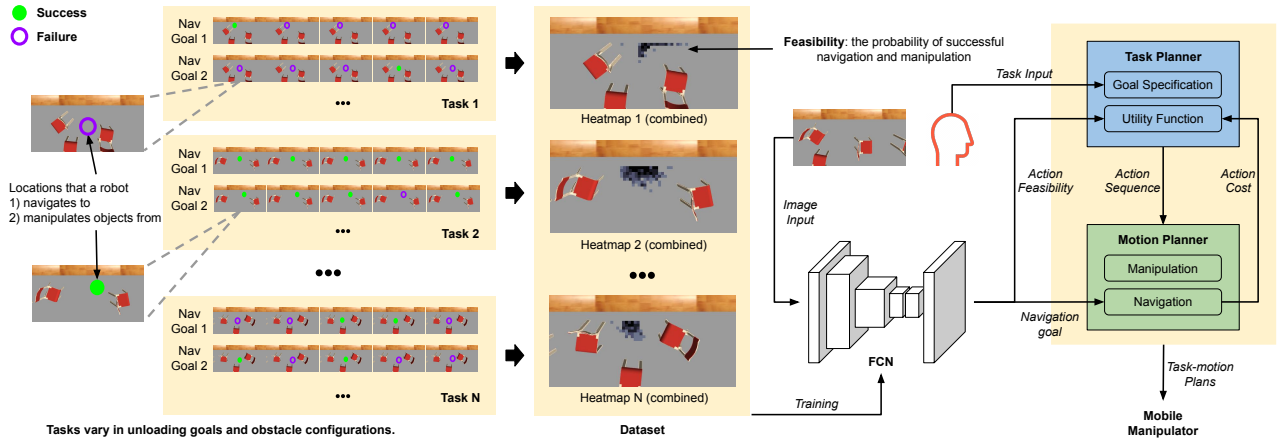 Success
Failure
Nav
Goal 1
Nav
Goal 2
•••
Task 1
Locations that a robot
1) navigates to
2) manipulates objects from
Nav
Goal 1
Nav
Goal 2
•••
Task 2
•••
Nav
Goal 1
Nav
Goal 2
•••
Task N
Tasks vary in unloading goals and obstacle configurations.
Heatmap 1 (combined)
Heatmap 2 (combined)
•••
Heatmap N (combined)
Dataset
Feasibility: the probability of successful
navigation and manipulation
Image
Input
FCN
Training
Task Input
Task Planner
Goal Specification
Utility Function
Action
Feasibility
Action
Sequence
Action
Cost
Motion Planner
Manipulation
Navigation
Navigation
goal
Task-motion
Plans
Mobile
Manipulator